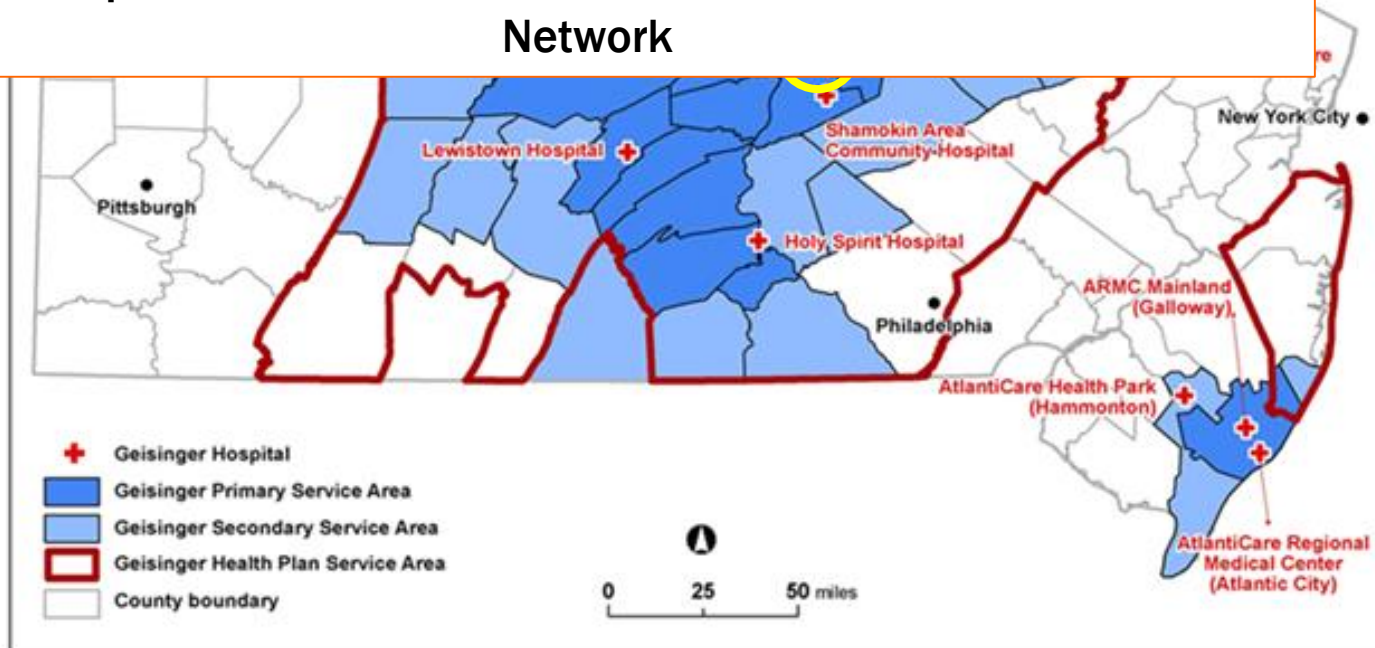 Network
re
New York City
Shamokin Area
Community Hospital
Lewistown Hospital
Pittsburgh
Holy Spirit Hospital
ARMC Mainland
(Galloway)
Philadelphia
AtlantiCare Health Park
(Hammonton)
Geisinger Hospital
Geisinger Primary Service Area
Geisinger Secondary Service Area
Geisinger Health Plan Service Area
County boundary
0 25 50 miles
AtlantiCare Regional
Medical Center
(Atlantic City)